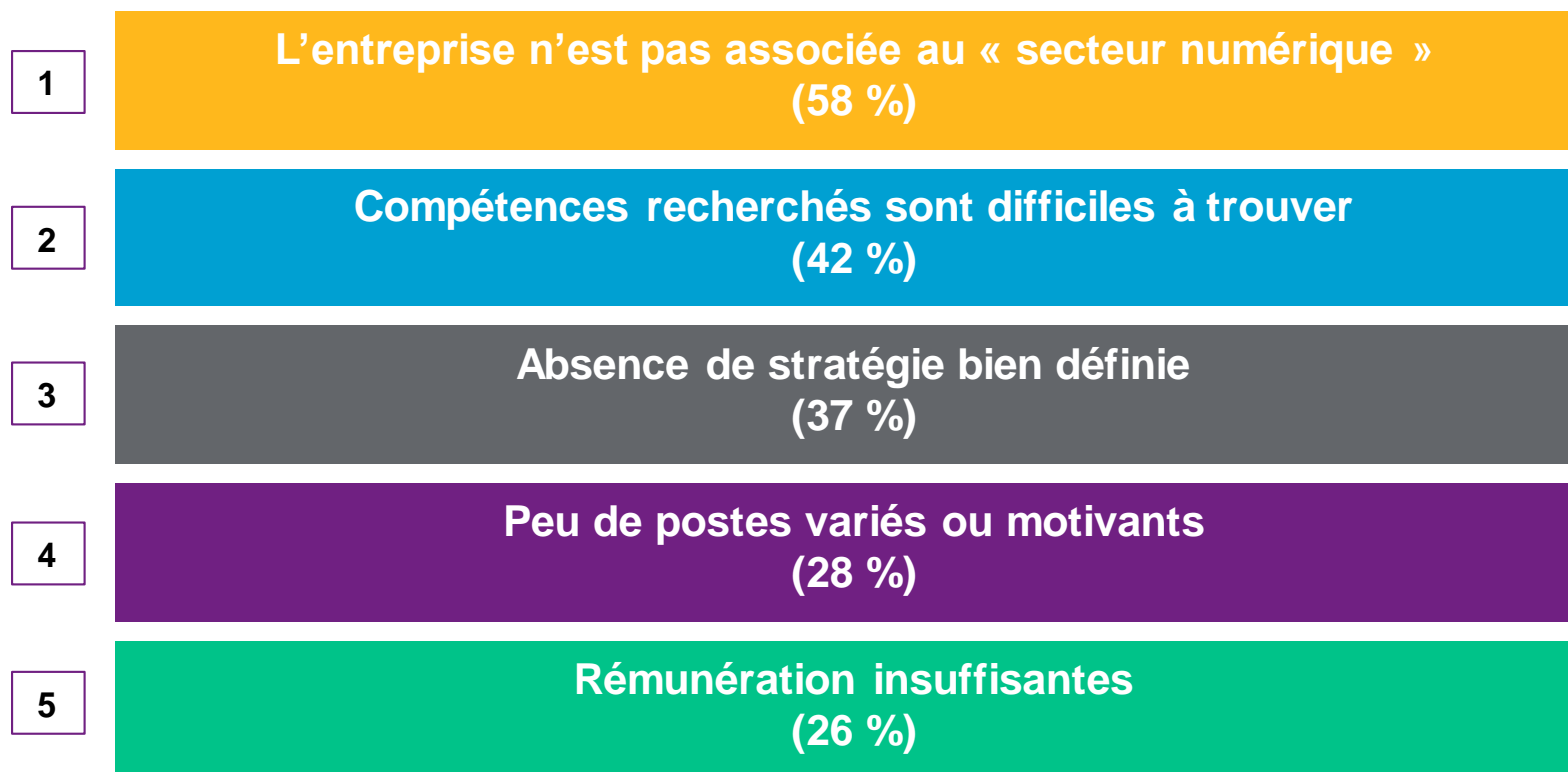 1
L’entreprise n’est pas associée au « secteur numérique »
(58 %)
2
Compétences recherchés sont difficiles à trouver
(42 %)
3
Absence de stratégie bien définie
(37 %)
4
Peu de postes variés ou motivants
(28 %)
5
Rémunération insuffisantes
(26 %)